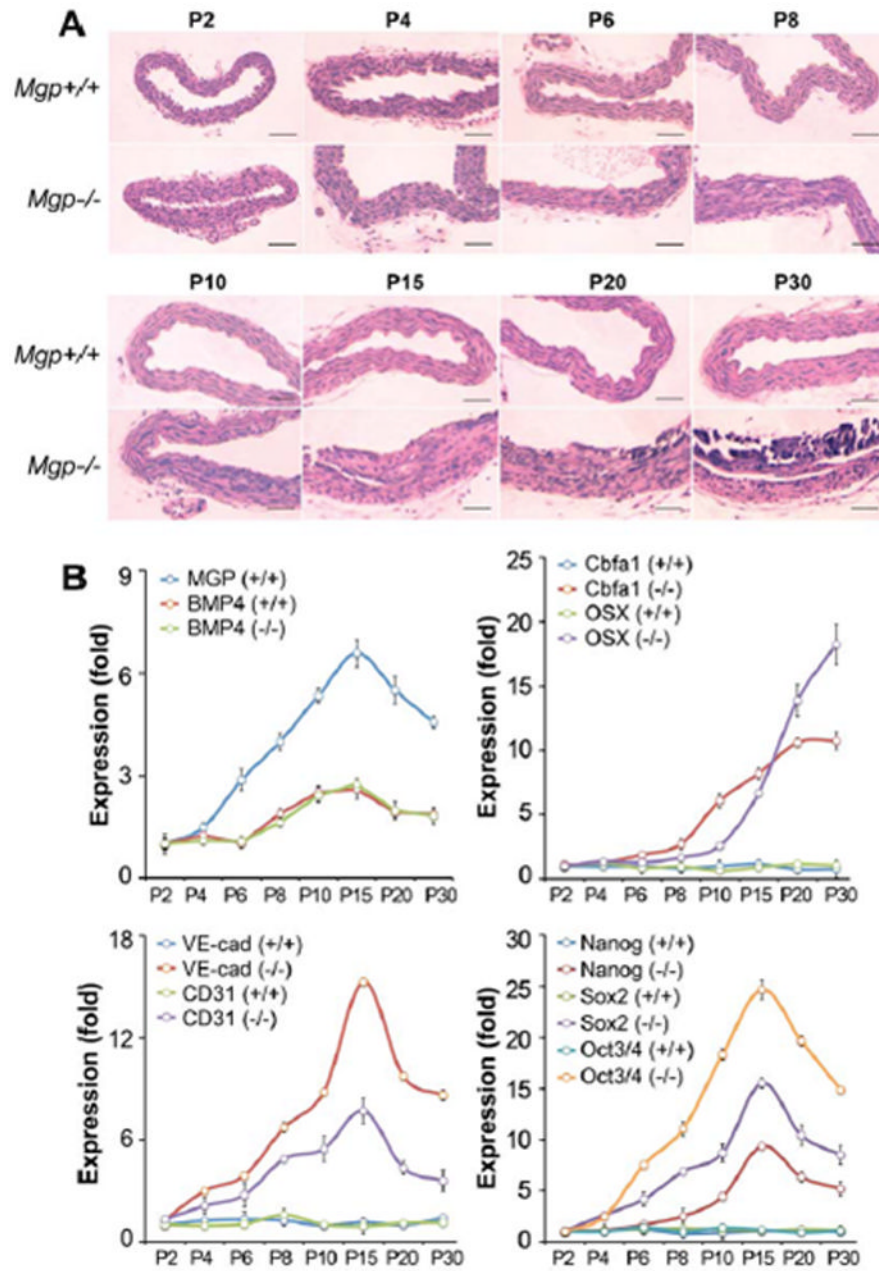 A
P2 P4 P6 P8
Mgp+/+
Mgp-/-
P10 P15 P20 P30
Mgp+/+
Mgp-/-
B
Expression (fold)
9
6
3
0
MGP (+/+)
BMP4 (+/+)
BMP4 (-/-)
P2 P4 P6 P8 P10 P15 P20 P30
Expression (fold)
25
20
15
10
5
0
Cbfa1 (+/+)
Cbfa1 (-/-)
OSX (+/+)
OSX (-/-)
P2 P4 P6 P8 P10 P15 P20 P30
Expression (fold)
18
12
6
0
VE-cad (+/+)
VE-cad (-/-)
CD31 (+/+)
CD31 (-/-)
P2 P4 P6 P8 P10 P15 P20 P30
Expression (fold)
30
25
20
15
10
5
0
Nanog (+/+)
Nanog (-/-)
Sox2 (+/+)
Sox2 (-/-)
Oct3/4 (+/+)
Oct3/4 (-/-)
P2 P4 P6 P8 P10 P15 P20 P30